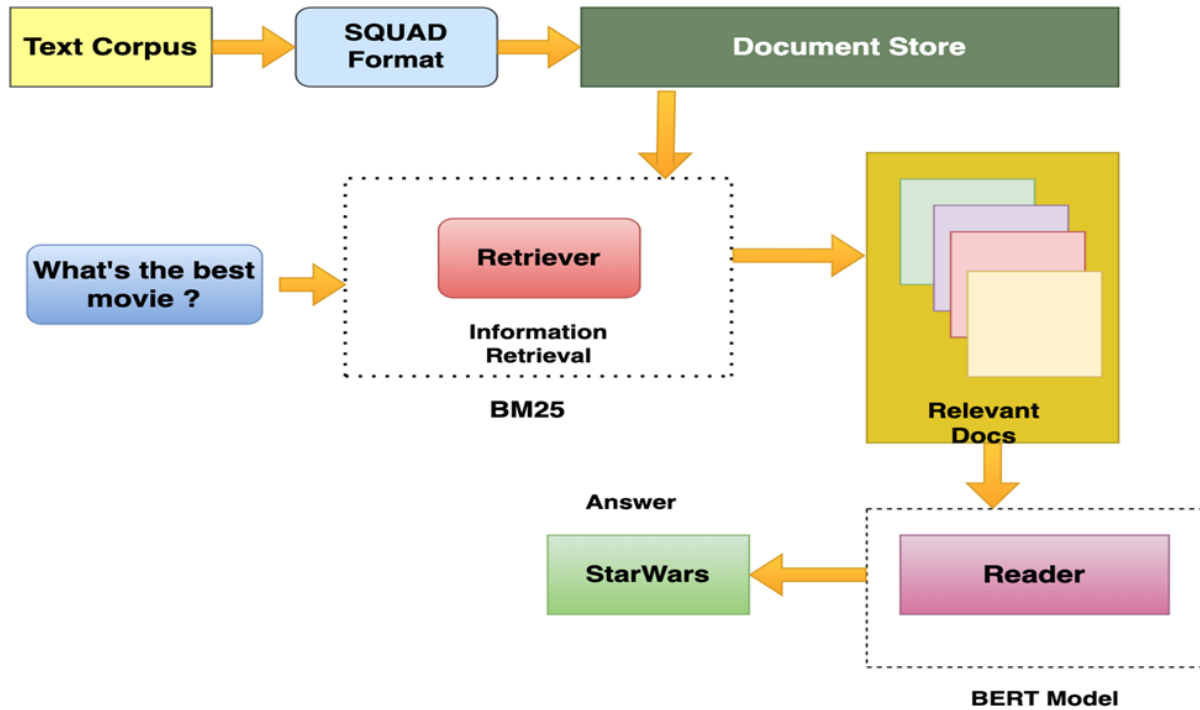 Text Corpus
SQUAD
Format
Document Store
What's the best
movie ?
Retriever
Information
Retrieval
BM25
Relevant
Docs
Answer
StarWars
Reader
BERT Model